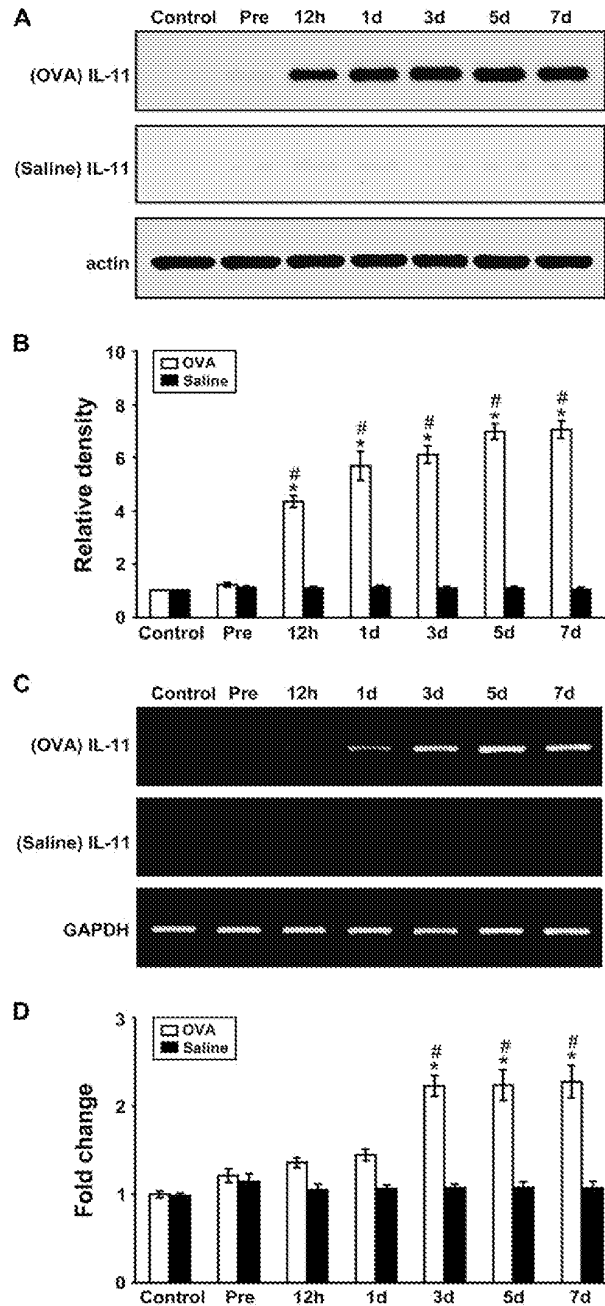 A
Control Pre 12h 1d 3d 5d 7d
(OVA) IL-11
(Saline) IL-11
actin
B
10
8
6
4
2
0
Relative density
OVA
Saline
# # # # #
* * * * *
Control Pre 12h 1d 3d 5d 7d
C
Control Pre 12h 1d 3d 5d 7d
(OVA) IL-11
(Saline) IL-11
GAPDH
D
3
2
1
0
Fold change
OVA
Saline
# # #
* * *
Control Pre 12h 1d 3d 5d 7d